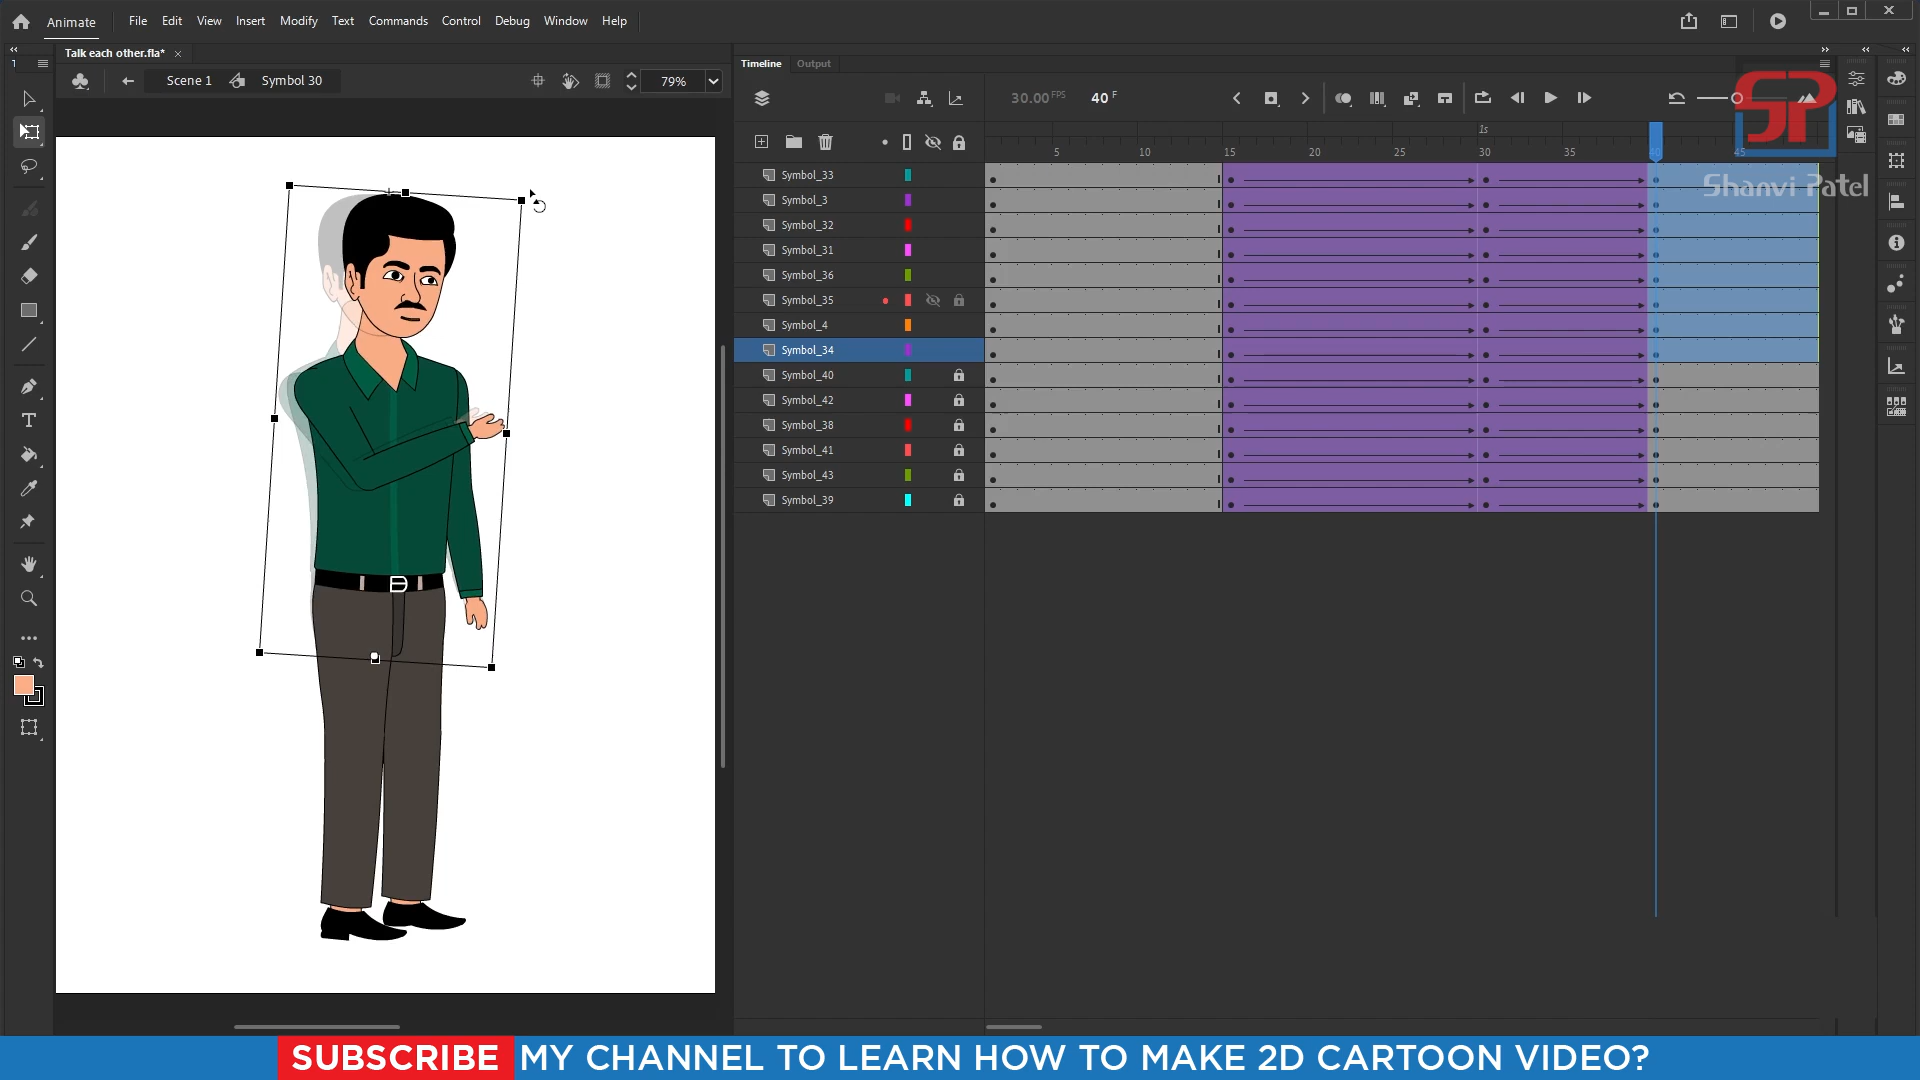 Animate File Edit View Insert Modify Text Commands Control Debug Window Help
Talk each other.fla*
Scene 1 Symbol 30 79%
Timeline Output
30.00 FPS 40 F
1s
5 10 15 20 25 30 35 40 45
SP
Shanvi Patel
Symbol_33
Symbol_3
Symbol_32
Symbol_31
Symbol_36
Symbol_35
Symbol_4
Symbol_34
Symbol_40
Symbol_42
Symbol_38
Symbol_41
Symbol_43
Symbol_39
SUBSCRIBE MY CHANNEL TO LEARN HOW TO MAKE 2D CARTOON VIDEO?